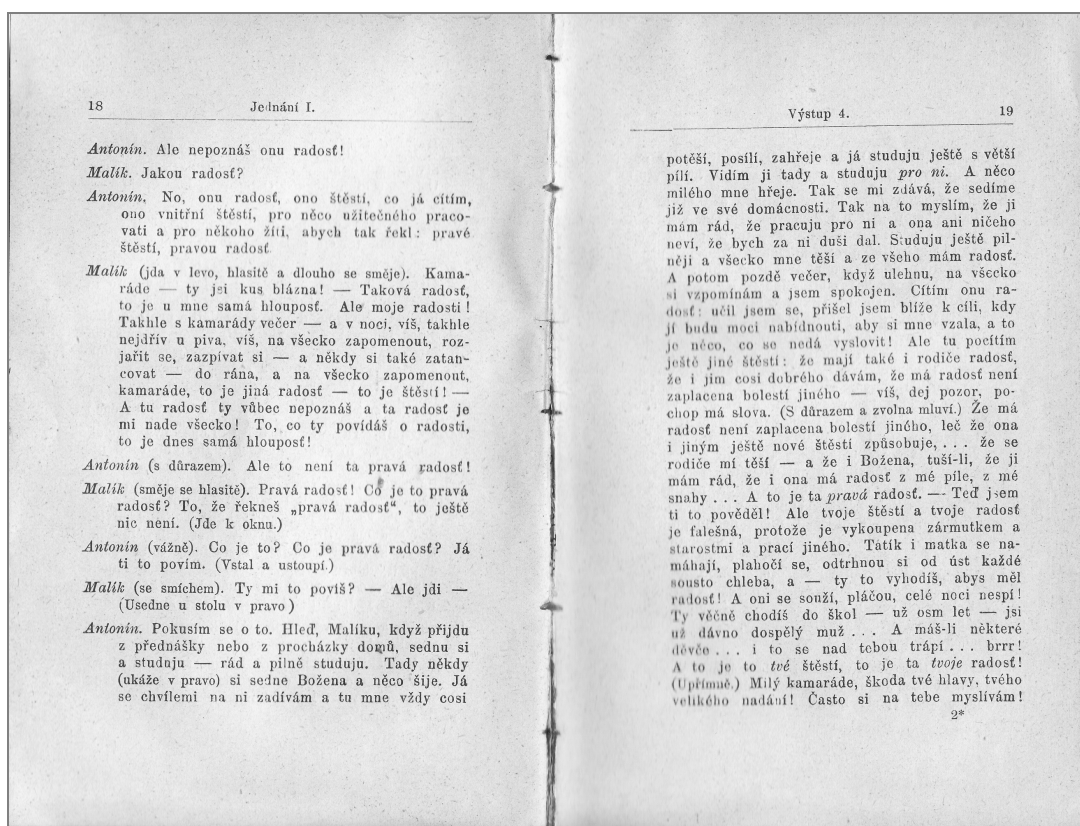 18
Jednání I.
Antonín. Ale nepoznáš onu radosť!
Malík. Jakou radosť?
Antonín. No, onu radosť, ono štěstí, co já cítím,
ono vnitřní štěstí, pro něco užitečného praco-
vati a pro někoho žíti, abych tak řekl: pravé
štěstí, pravou radosť
Malík (jda v levo, hlasitě a dlouho se směje). Kama-
ráde — ty jsi kus blázna! — Taková radosť,
to je u mne samá hlouposť. Ale moje radosti!
Takhle s kamarády večer — a v noci, víš, takhle
nejdřív u piva, víš, na všecko zapomenout, roz-
jařit se, zazpívat si — a někdy si také zatan-
covat — do rána, a na všecko zapomenout,
kamaráde, to je jiná radosť — to je štěstí! —
A tu radosť ty vůbec nepoznáš a ta radosť je
mi nade všecko! To, co ty povídáš o radosti,
to je dnes samá hlouposť!
Antonín (s důrazem). Ale to není ta pravá radosť!
Malík (směje se hlasitě). Pravá radosť! Co je to pravá
radosť? To, že řekneš „pravá radosť“, to ještě
nic není. (Jde k oknu.)
Antonín (vážně). Co je to? Co je pravá radosť? Já
ti to povím. (Vstal a ustoupí.)
Malík (se smíchem). Ty mi to povíš? — Ale jdi —
(Usedne u stolu v pravo)
Antonín. Pokusím se o to. Hleď, Malíku, když přijdu
z přednášky nebo z procházky domů, sednu si
a studuju — rád a pilně studuju. Tady někdy
(ukáže v pravo) si sedne Božena a něco šije. Já
se chvílemi na ni zadívám a tu mne vždy cosi
Výstup 4.
19
potěší, posílí, zahřeje a já studuju ještě s větší
pílí. Vidím ji tady a studuju pro ni. A něco
milého mne hřeje. Tak se mi zdává, že sedíme
již ve své domácnosti. Tak na to myslím, že ji
mám rád, že pracuju pro ni a ona ani ničeho
neví, že bych za ni duši dal. Studuju ještě pil-
něji a všecko mne těší a ze všeho mám radosť.
A potom pozdě večer, když ulehnu, na všecko
si vzpomínám a jsem spokojen. Cítím onu ra-
dosť: učil jsem se, přišel jsem blíže k cíli, kdy
jí budu moci nabídnouti, aby si mne vzala, a to
je něco, co se nedá vysloviť! Ale tu pocítím
ještě jiné štěstí: že mají také i rodiče radosť,
že i jim cosi dobrého dávám, že má radosť není
zaplacena bolestí jiného — víš, dej pozor, po-
chop má slova. (S důrazem a zvolna mluví.) Že má
radosť není zaplacena bolestí jiného, leč že ona
i jiným ještě nové štěstí způsobuje, . . . že se
rodiče mí těší — a že i Božena, tuší-li, že ji
mám rád, že i ona má radosť z mé píle, z mé
snahy . . . A to je ta pravá radosť. — Teď jsem
ti to pověděl! Ale tvoje štěstí a tvoje radosť
je falešná, protože je vykoupena zármutkem a
starostmi a prací jiného. Tatík i matka se na-
máhají, plahočí se, odtrhnou si od úst každé
sousto chleba, a — ty to vyhodíš, abys měl
radosť! A oni se souží, pláčou, celé noci nespí!
Ty věčně chodíš do škol — už osm let — jsi
už dávno dospělý muž . . . A máš-li některé
děvče . . . i to se nad tebou trápí . . . brrr!
A to je to tvé štěstí, to je ta tvoje radosť!
(Upřímně.) Milý kamaráde, škoda tvé hlavy, tvého
velikého nadání! Často si na tebe myslívám!
2*